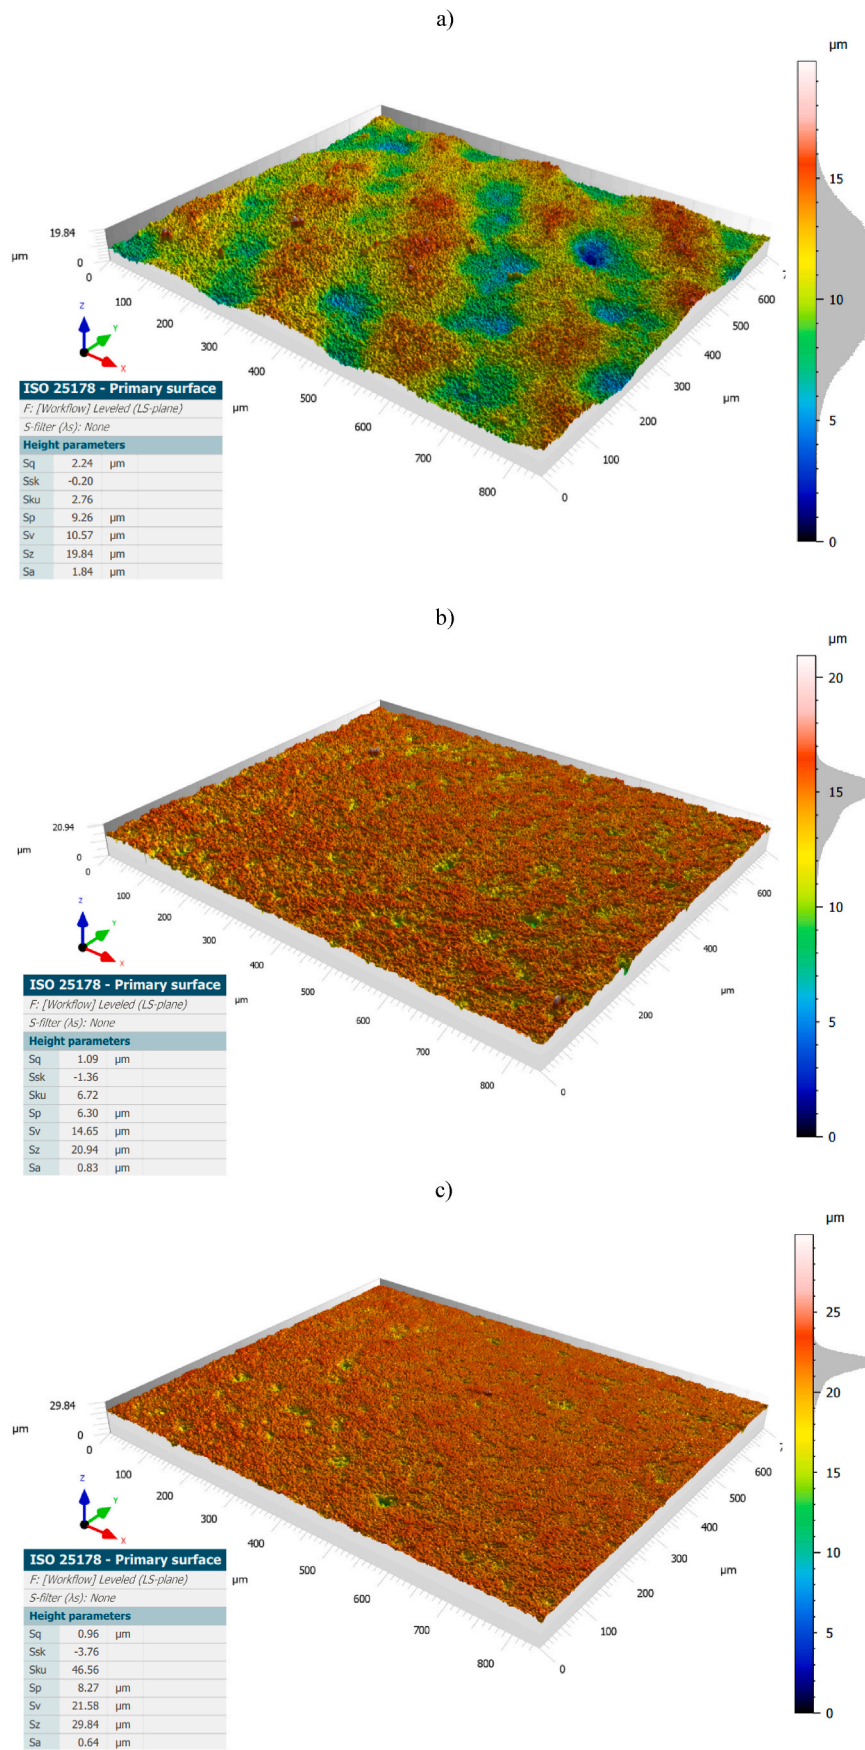 a)
µm
15
10
5
0
19.84
µm
0
0
100
200
300
400
µm
500
600
700
800
0
100
200
300
µm
400
500
600
Z
Y
X
ISO 25178 - Primary surface
F: [Workflow] Leveled (LS-plane)
S-filter (λs): None
Height parameters
Sq 2.24 µm
Ssk -0.20
Sku 2.76
Sp 9.26 µm
Sv 10.57 µm
Sz 19.84 µm
Sa 1.84 µm
b)
µm
20
15
10
5
0
20.94
µm
0
0
100
200
300
400
µm
500
600
700
800
0
200
µm
400
600
Z
Y
X
ISO 25178 - Primary surface
F: [Workflow] Leveled (LS-plane)
S-filter (λs): None
Height parameters
Sq 1.09 µm
Ssk -1.36
Sku 6.72
Sp 6.30 µm
Sv 14.65 µm
Sz 20.94 µm
Sa 0.83 µm
c)
µm
25
20
15
10
5
0
29.84
µm
0
0
100
200
300
400
µm
500
600
700
800
0
100
200
300
µm
400
500
600
Z
Y
X
ISO 25178 - Primary surface
F: [Workflow] Leveled (LS-plane)
S-filter (λs): None
Height parameters
Sq 0.96 µm
Ssk -3.76
Sku 46.56
Sp 8.27 µm
Sv 21.58 µm
Sz 29.84 µm
Sa 0.64 µm